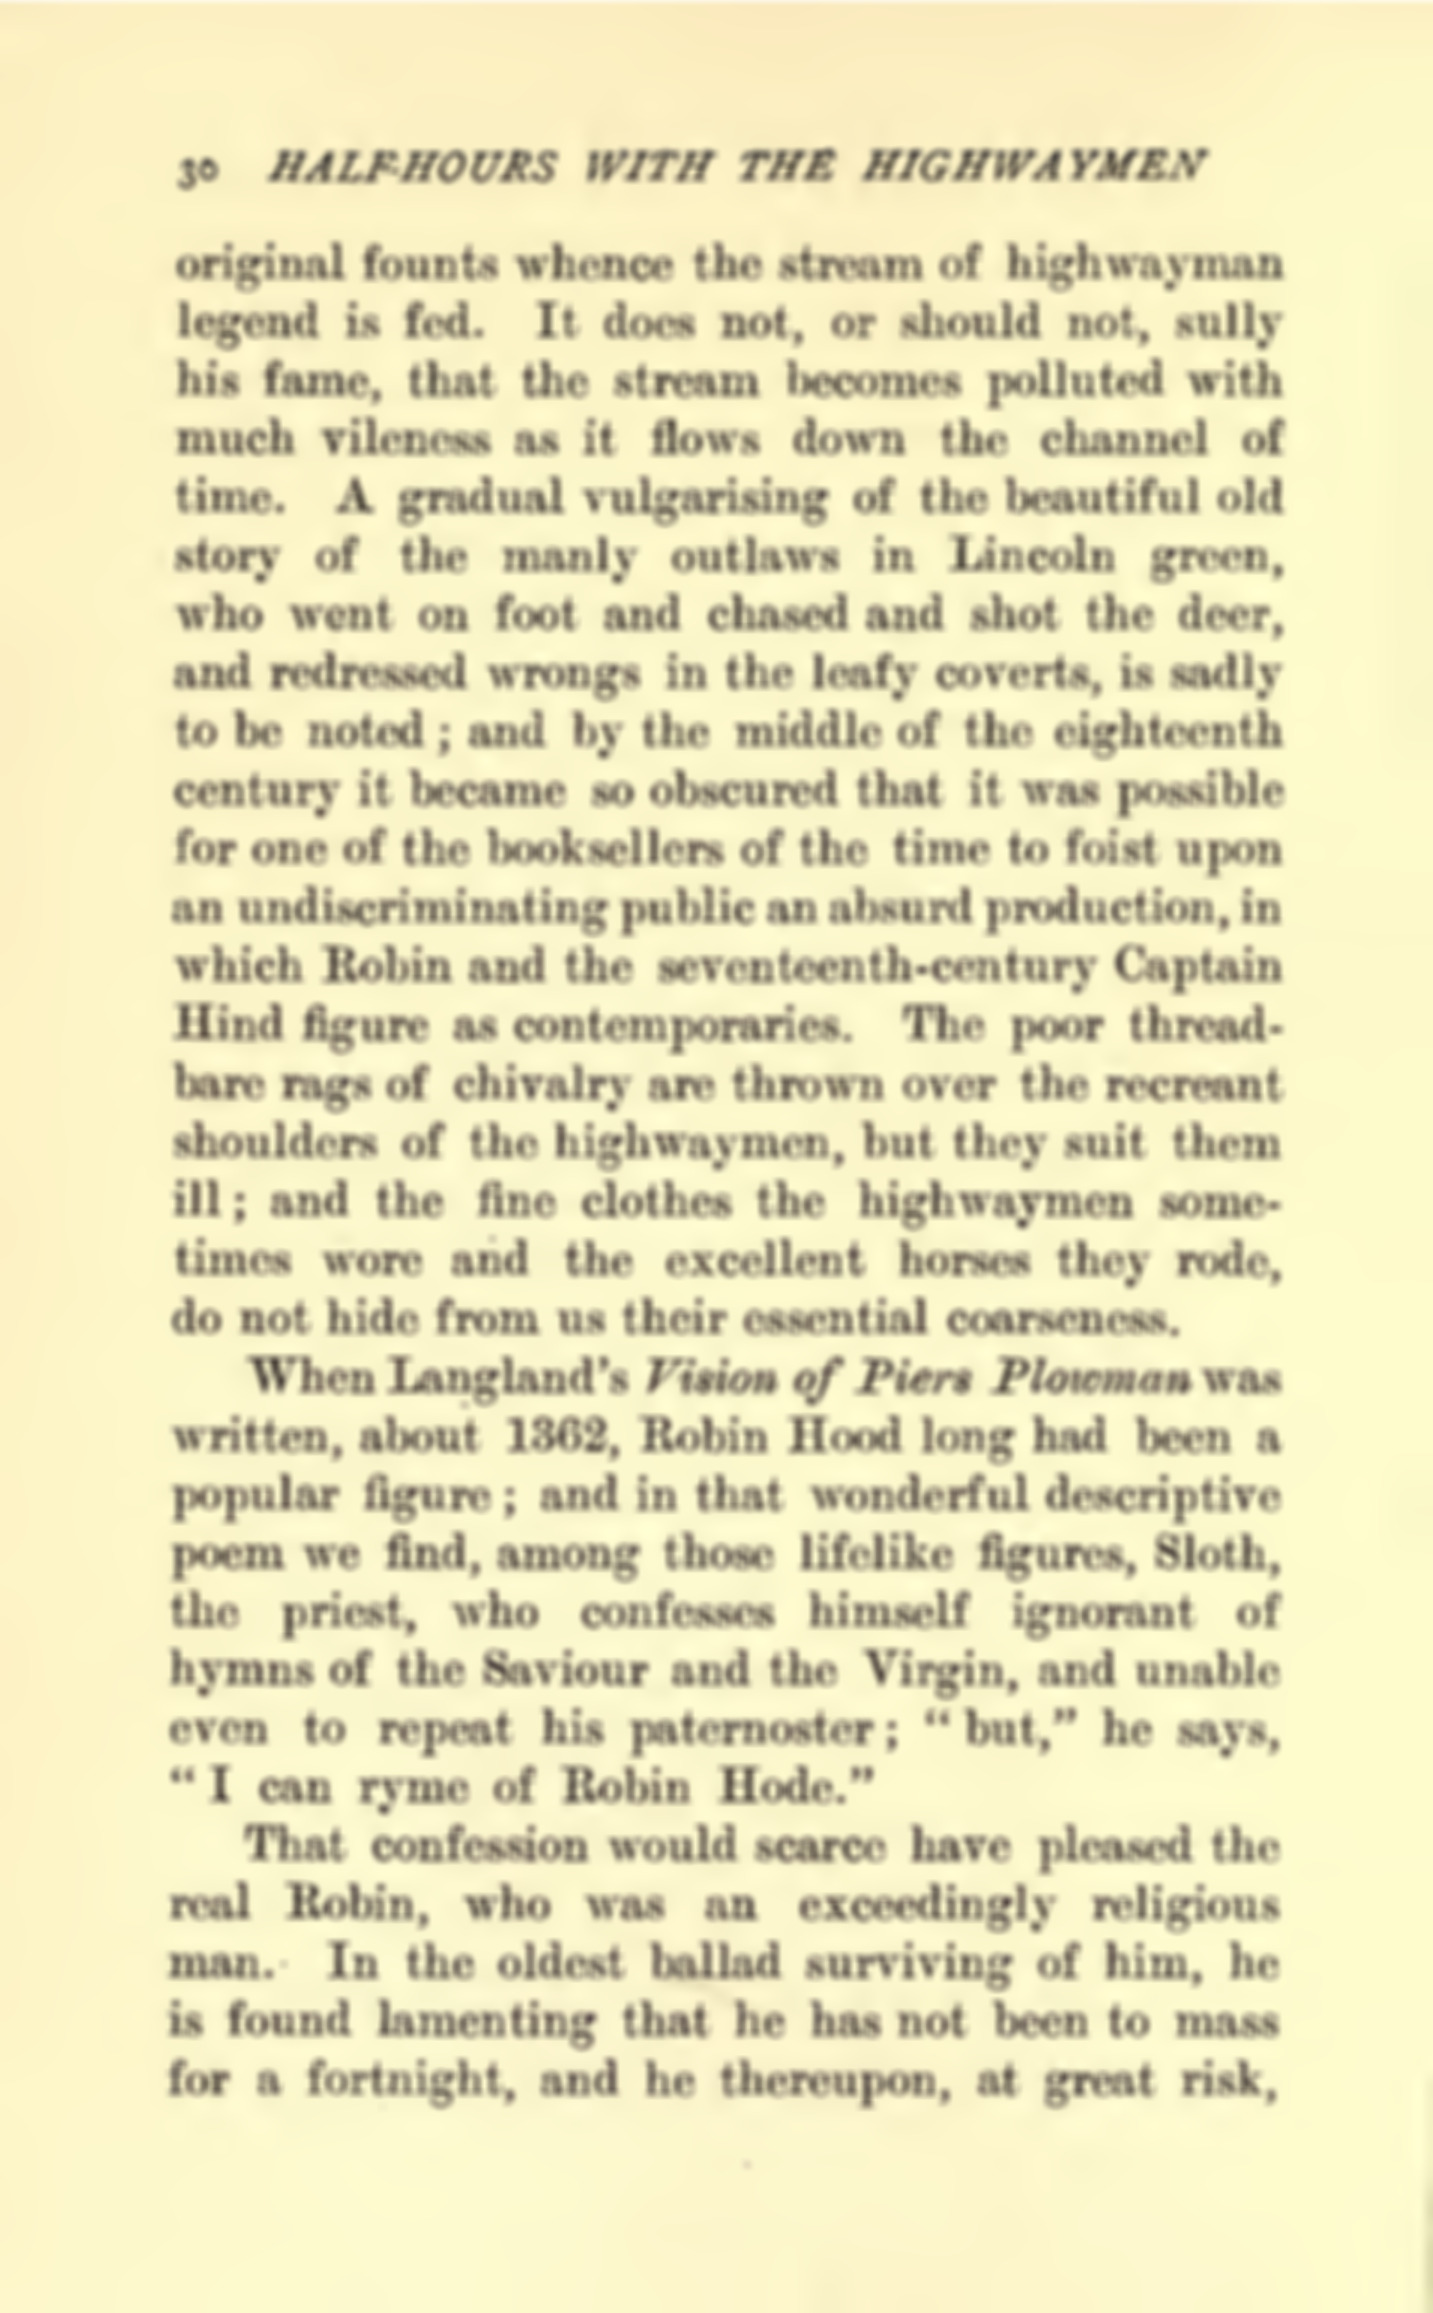 30 HALF-HOURS WITH THE HIGHWAYMEN
original founts whence the stream of highwayman
legend is fed. It does not, or should not, sully
his fame, that the stream becomes polluted with
much vileness as it flows down the channel of
time. A gradual vulgarising of the beautiful old
story of the manly outlaws in Lincoln green,
who went on foot and chased and shot the deer,
and redressed wrongs in the leafy coverts, is sadly
to be noted ; and by the middle of the eighteenth
century it became so obscured that it was possible
for one of the booksellers of the time to foist upon
an undiscriminating public an absurd production, in
which Robin and the seventeenth-century Captain
Hind figure as contemporaries. The poor thread-
bare rags of chivalry are thrown over the recreant
shoulders of the highwaymen, but they suit them
ill ; and the fine clothes the highwaymen some-
times wore and the excellent horses they rode,
do not hide from us their essential coarseness.
When Langland's Vision of Piers Plowman was
written, about 1362, Robin Hood long had been a
popular figure ; and in that wonderful descriptive
poem we find, among those lifelike figures, Sloth,
the priest, who confesses himself ignorant of
hymns of the Saviour and the Virgin, and unable
even to repeat his paternoster ; “ but,” he says,
“ I can ryme of Robin Hode.”
That confession would scarce have pleased the
real Robin, who was an exceedingly religious
man. In the oldest ballad surviving of him, he
is found lamenting that he has not been to mass
for a fortnight, and he thereupon, at great risk,